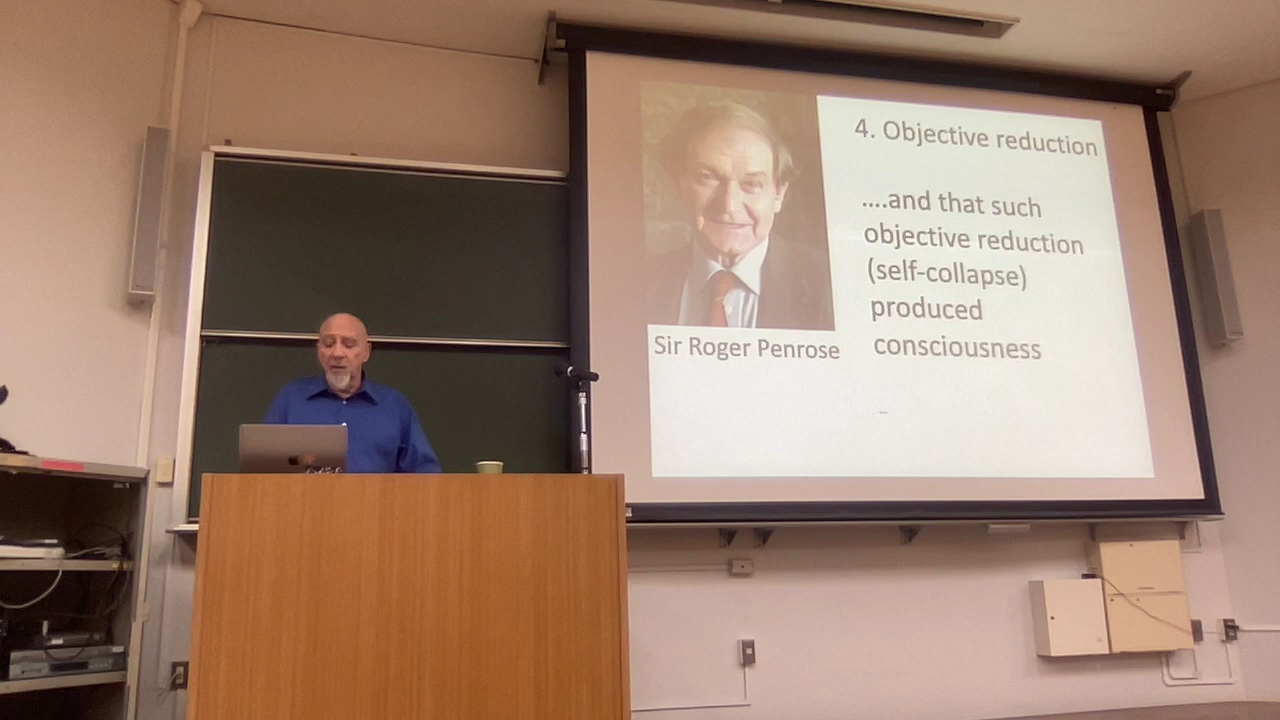 4. Objective reduction
....and that such
objective reduction
(self-collapse)
produced
consciousness
Sir Roger Penrose